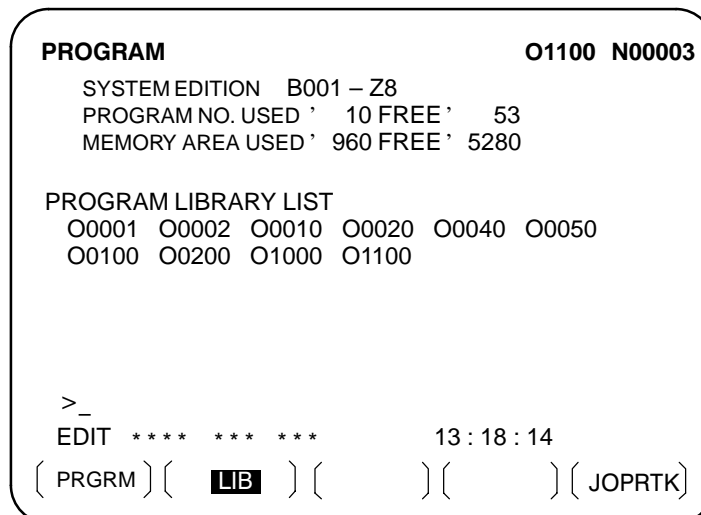 PROGRAM O1100 N00003
SYSTEM EDITION B001 – Z8
PROGRAM NO. USED ’ 10 FREE ’ 53
MEMORY AREA USED ’ 960 FREE ’ 5280
PROGRAM LIBRARY LIST
O0001 O0002 O0010 O0020 O0040 O0050
O0100 O0200 O1000 O1100
>_
EDIT **** *** *** 13 : 18 : 14
[ PRGRM ] [ LIB ] [ ] [ ] [ JOPRTK]